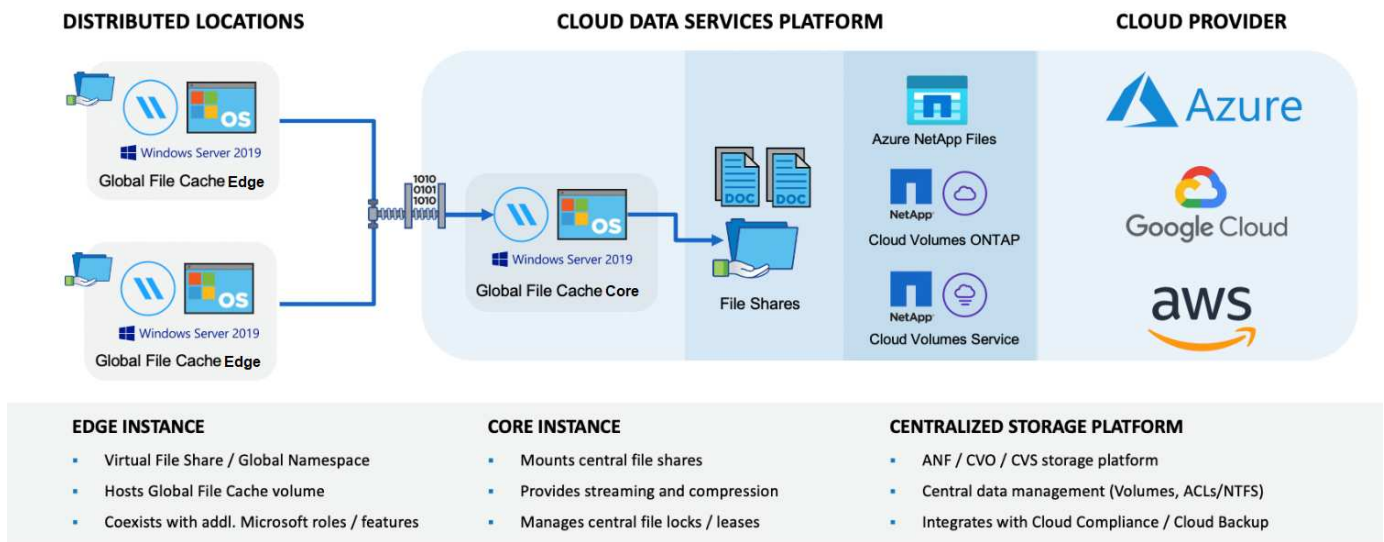 DISTRIBUTED LOCATIONS
CLOUD DATA SERVICES PLATFORM
CLOUD PROVIDER
OS
Windows Server 2019
Global File Cache Edge
OS
Windows Server 2019
Global File Cache Edge
1010
0101
1010
OS
Windows Server 2019
Global File Cache Core
DOC
DOC
File Shares
Azure NetApp Files
NetApp
Cloud Volumes ONTAP
NetApp
Cloud Volumes Service
Azure
Google Cloud
aws
EDGE INSTANCE
▪ Virtual File Share / Global Namespace
▪ Hosts Global File Cache volume
▪ Coexists with addl. Microsoft roles / features
CORE INSTANCE
▪ Mounts central file shares
▪ Provides streaming and compression
▪ Manages central file locks / leases
CENTRALIZED STORAGE PLATFORM
▪ ANF / CVO / CVS storage platform
▪ Central data management (Volumes, ACLs/NTFS)
▪ Integrates with Cloud Compliance / Cloud Backup